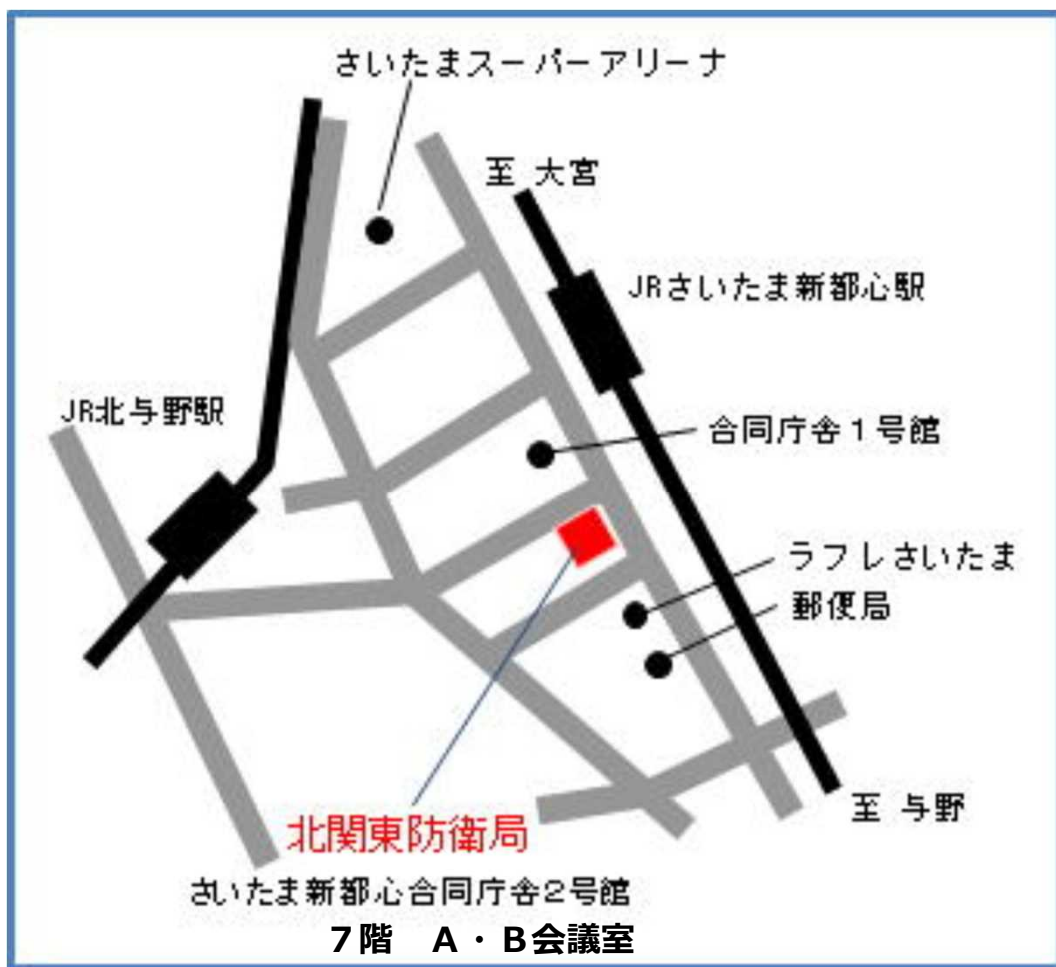 さいたまスーパーアリーナ
至 大宮
JRさいたま新都心駅
JR北与野駅
合同庁舎1号館
ラフレさいたま
郵便局
至 与野
北関東防衛局
さいたま新都心合同庁舎2号館
7階　A・B会議室